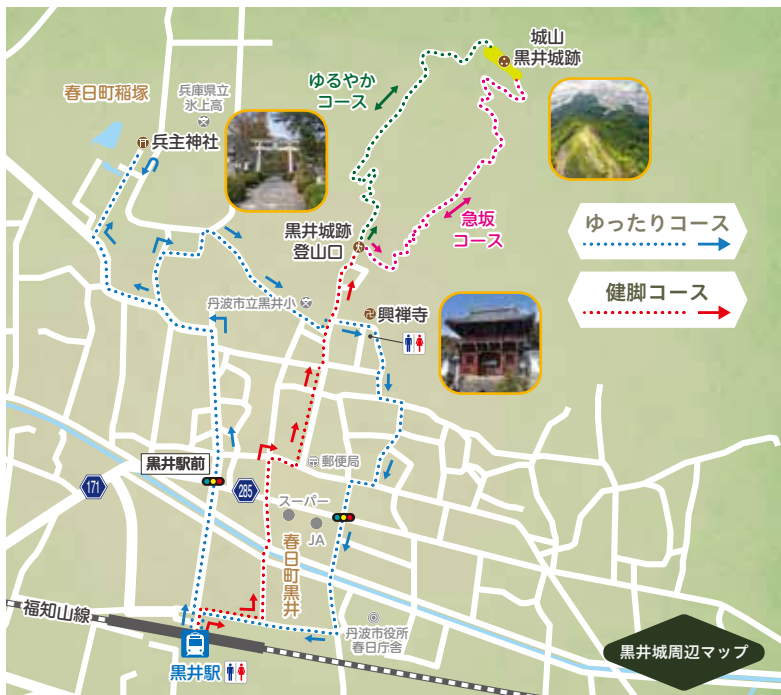 城山
黒井城跡
ゆるやか
コース
春日町稲塚
兵庫県立
氷上高
兵主神社
急坂
コース
ゆったりコース
黒井城跡
登山口
健脚コース
丹波市立黒井小
興禅寺
黒井駅前
郵便局
171
285
スーパー
JA
春日町黒井
福知山線
丹波市役所
春日庁舎
黒井駅
黒井城周辺マップ